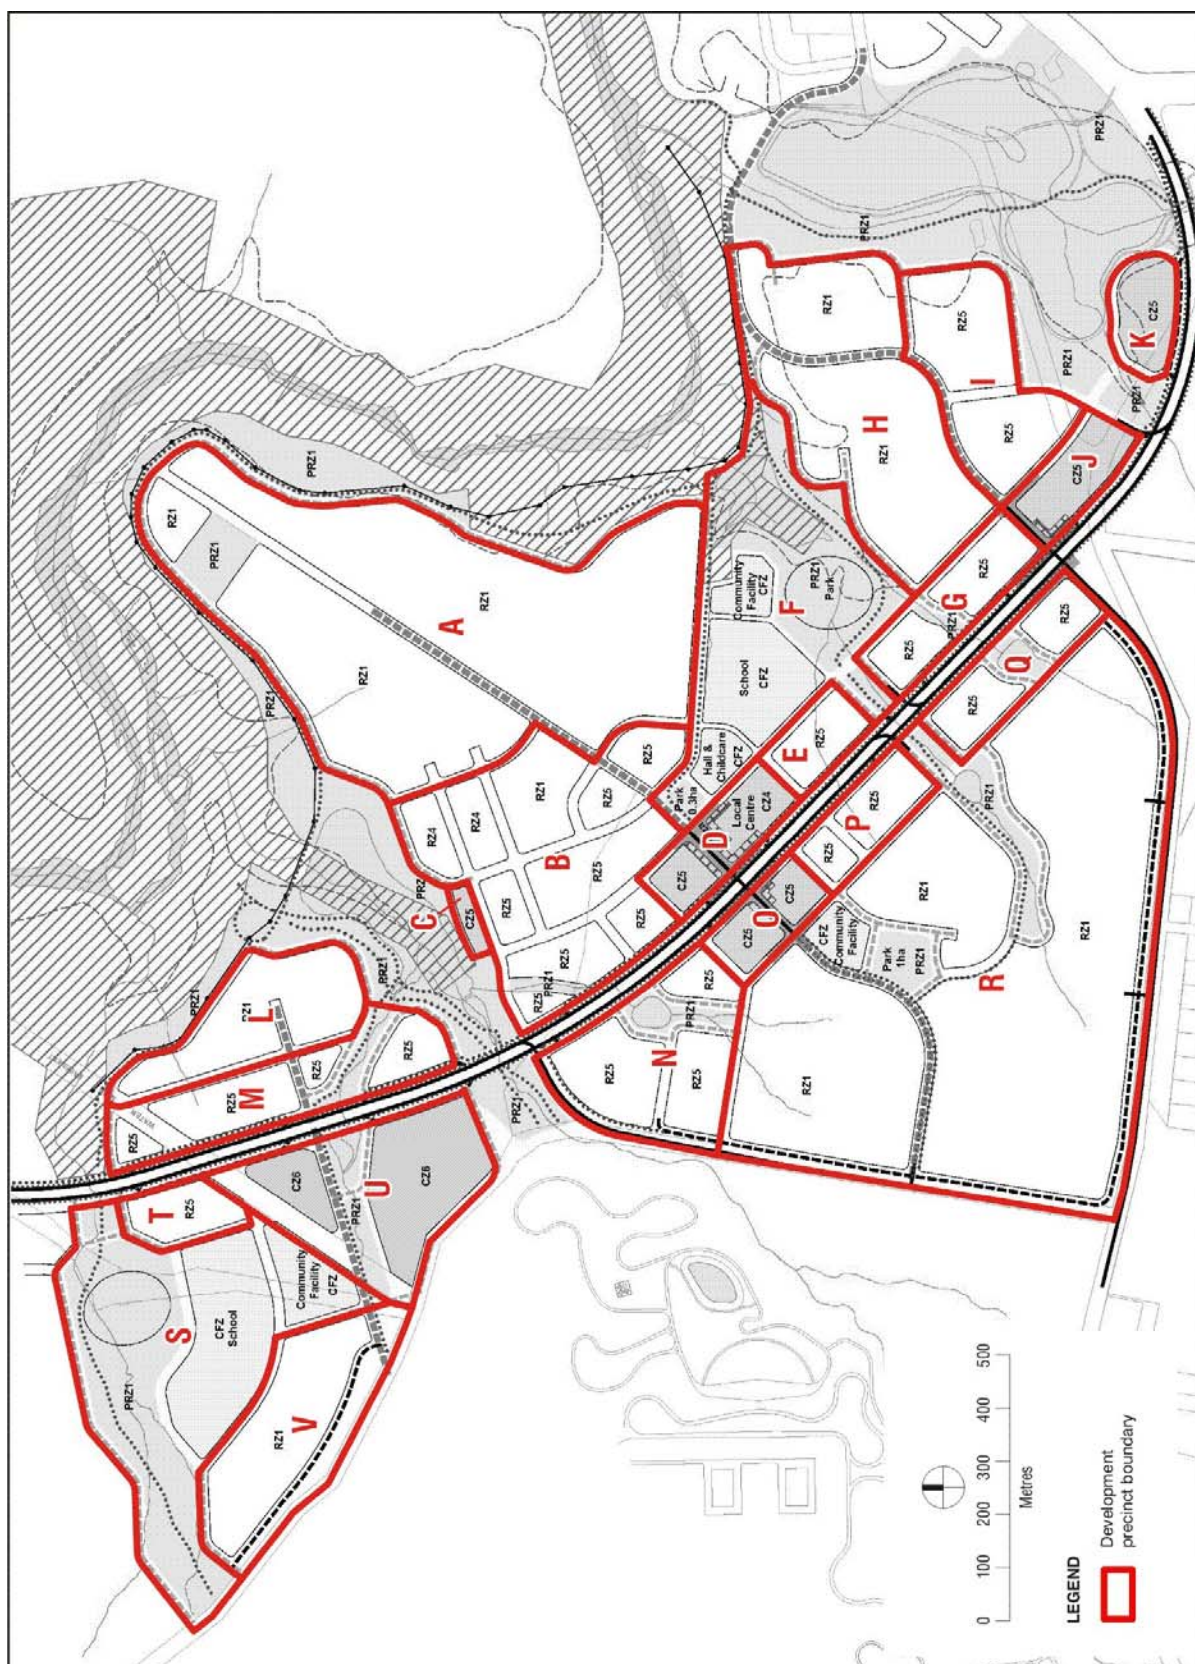 PRZ1
S
CFZ
School
V
RZ1
T
RZ5
Community
Facility
CFZ
U
CZ6
PRZ1
CZ6
M
RZ5
RZ5
RZ5
RZ5
L
PRZ1
PRZ1
PRZ1
PRZ1
C
CZ5
RZ4
RZ4
RZ5
B
RZ1
RZ5
RZ5
RZ5
RZ5
RZ5
RZ5
PRZ1
A
RZ1
RZ1
RZ1
PRZ1
PRZ1
PRZ1
N
RZ5
RZ5
RZ5
PRZ1
D
CZ5
Local
Centre
CZ4
Park
0.3ha
Hall &
Childcare
CFZ
School
CFZ
E
RZ5
F
Community
Facility
CFZ
PRZ1
Park
G
RZ5
PRZ1
RZ5
H
RZ1
RZ1
I
RZ5
RZ5
J
CZ5
K
CZ5
PRZ1
PRZ1
PRZ1
PRZ1
O
CZ5
CZ5
P
RZ5
RZ5
Q
RZ5
RZ5
R
CFZ
Community
Facility
Park
1ha
PRZ1
PRZ1
RZ1
RZ1
RZ1
0 100 200 300 400 500
Metres
LEGEND
Development
precinct boundary